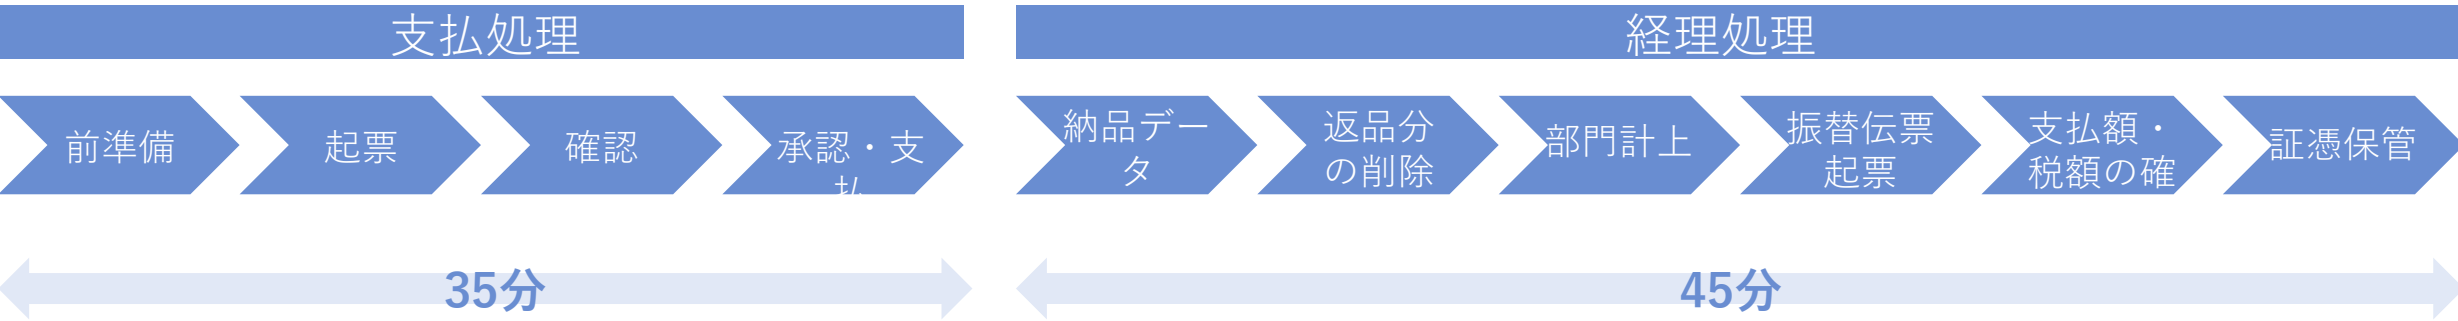 支払処理
経理処理
前準備
起票
確認
承認・支
払
納品デー
タ
返品分
の削除
部門計上
振替伝票
起票
支払額・
税額の確
証憑保管
35分
45分